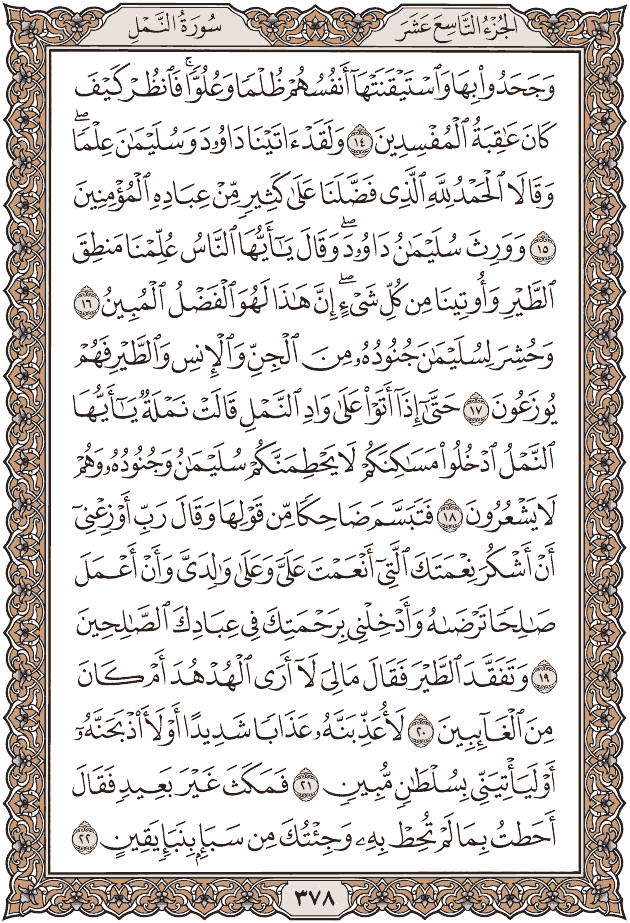 الجزء التاسع عشر
سورة النمل
وَجَحَدُوا۟ بِهَا وَٱسْتَيْقَنَتْهَآ أَنفُسُهُمْ ظُلْمًا وَعُلُوًّا ۚ فَٱنظُرْ كَيْفَ
كَانَ عَٰقِبَةُ ٱلْمُفْسِدِينَ ١٤ وَلَقَدْ ءَاتَيْنَا دَاوُۥدَ وَسُلَيْمَٰنَ عِلْمًا ۖ
وَقَالَا ٱلْحَمْدُ لِلَّهِ ٱلَّذِى فَضَّلَنَا عَلَىٰ كَثِيرٍ مِّنْ عِبَادِهِ ٱلْمُؤْمِنِينَ
١٥ وَوَرِثَ سُلَيْمَٰنُ دَاوُۥدَ ۖ وَقَالَ يَٰٓأَيُّهَا ٱلنَّاسُ عُلِّمْنَا مَنطِقَ
ٱلطَّيْرِ وَأُوتِينَا مِن كُلِّ شَىْءٍ ۖ إِنَّ هَٰذَا لَهُوَ ٱلْفَضْلُ ٱلْمُبِينُ ١٦
وَحُشِرَ لِسُلَيْمَٰنَ جُنُودُهُۥ مِنَ ٱلْجِنِّ وَٱلْإِنسِ وَٱلطَّيْرِ فَهُمْ
يُوزَعُونَ ١٧ حَتَّىٰٓ إِذَآ أَتَوْا۟ عَلَىٰ وَادِ ٱلنَّمْلِ قَالَتْ نَمْلَةٌ يَٰٓأَيُّهَا
ٱلنَّمْلُ ٱدْخُلُوا۟ مَسَٰكِنَكُمْ لَا يَحْطِمَنَّكُمْ سُلَيْمَٰنُ وَجُنُودُهُۥ وَهُمْ
لَا يَشْعُرُونَ ١٨ فَتَبَسَّمَ ضَاحِكًا مِّن قَوْلِهَا وَقَالَ رَبِّ أَوْزِعْنِىٓ
أَنْ أَشْكُرَ نِعْمَتَكَ ٱلَّتِىٓ أَنْعَمْتَ عَلَىَّ وَعَلَىٰ وَٰلِدَىَّ وَأَنْ أَعْمَلَ
صَٰلِحًا تَرْضَىٰهُ وَأَدْخِلْنِى بِرَحْمَتِكَ فِى عِبَادِكَ ٱلصَّٰلِحِينَ
١٩ وَتَفَقَّدَ ٱلطَّيْرَ فَقَالَ مَا لِىَ لَآ أَرَى ٱلْهُدْهُدَ أَمْ كَانَ
مِنَ ٱلْغَآئِبِينَ ٢٠ لَأُعَذِّبَنَّهُۥ عَذَابًا شَدِيدًا أَوْ لَأَا۟ذْبَحَنَّهُۥٓ
أَوْ لَيَأْتِيَنِّى بِسُلْطَٰنٍ مُّبِينٍ ٢١ فَمَكَثَ غَيْرَ بَعِيدٍ فَقَالَ
أَحَطتُ بِمَا لَمْ تُحِطْ بِهِۦ وَجِئْتُكَ مِن سَبَإٍۭ بِنَبَإٍ يَقِينٍ ٢٢
٣٧٨